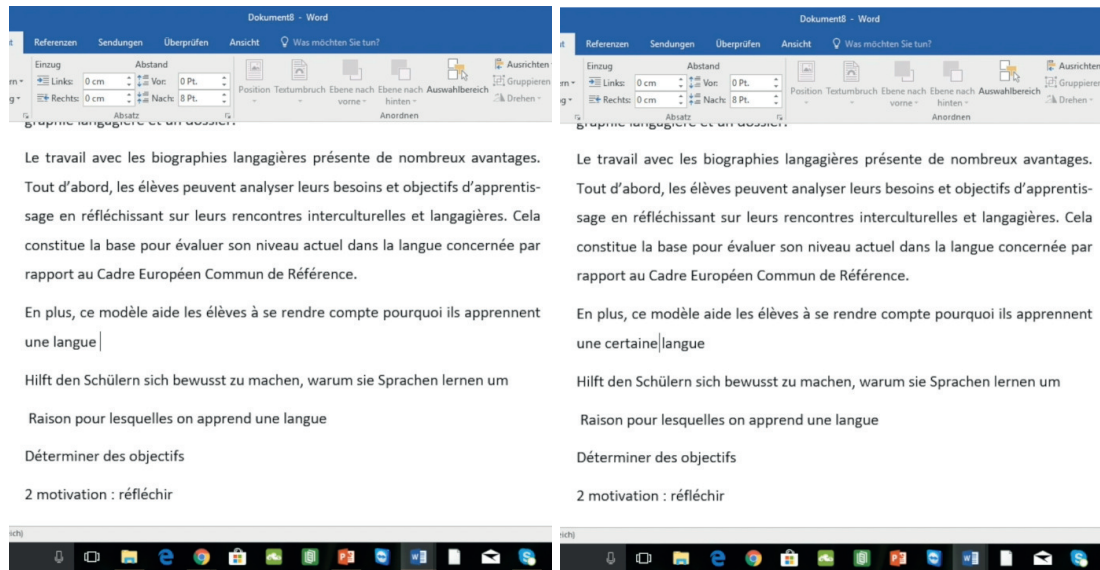 Dokument8 - Word
Referenzen Sendungen Überprüfen Ansicht Was möchten Sie tun?
Einzug Abstand
Links: 0 cm Vor: 0 Pt.
Rechts: 0 cm Nach: 8 Pt.
Position Textumbruch Ebene nach vorne Ebene nach hinten Auswahlbereich
Ausrichten
Gruppieren
Drehen
Absatz Anordnen
graphie langagière et un dossier.
Le travail avec les biographies langagières présente de nombreux avantages.
Tout d’abord, les élèves peuvent analyser leurs besoins et objectifs d’apprentis-
sage en réfléchissant sur leurs rencontres interculturelles et langagières. Cela
constitue la base pour évaluer son niveau actuel dans la langue concernée par
rapport au Cadre Européen Commun de Référence.
En plus, ce modèle aide les élèves à se rendre compte pourquoi ils apprennent
une langue
Hilft den Schülern sich bewusst zu machen, warum sie Sprachen lernen um
Raison pour lesquelles on apprend une langue
Déterminer des objectifs
2 motivation : réfléchir
Dokument8 - Word
Referenzen Sendungen Überprüfen Ansicht Was möchten Sie tun?
Einzug Abstand
Links: 0 cm Vor: 0 Pt.
Rechts: 0 cm Nach: 8 Pt.
Position Textumbruch Ebene nach vorne Ebene nach hinten Auswahlbereich
Ausrichten
Gruppieren
Drehen
Absatz Anordnen
graphie langagière et un dossier.
Le travail avec les biographies langagières présente de nombreux avantages.
Tout d’abord, les élèves peuvent analyser leurs besoins et objectifs d’apprentis-
sage en réfléchissant sur leurs rencontres interculturelles et langagières. Cela
constitue la base pour évaluer son niveau actuel dans la langue concernée par
rapport au Cadre Européen Commun de Référence.
En plus, ce modèle aide les élèves à se rendre compte pourquoi ils apprennent
une certaine langue
Hilft den Schülern sich bewusst zu machen, warum sie Sprachen lernen um
Raison pour lesquelles on apprend une langue
Déterminer des objectifs
2 motivation : réfléchir